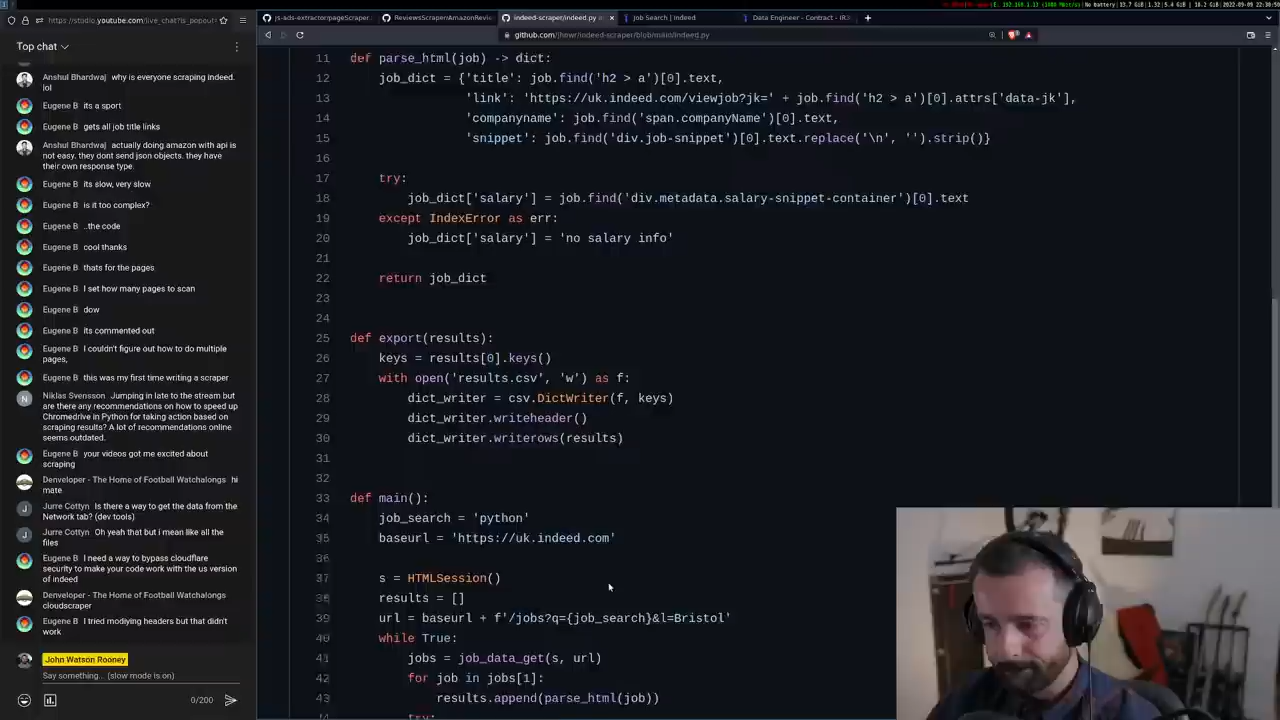 https://studio.youtube.com/live_chat?is_popout=
js-ads-extractorpageScraper.
ReviewsScraper/AmazonRevie
indeed-scraper/indeed.py
Job Search | Indeed
Data Engineer - Contract - IR3
github.com/jhnwr/indeed-scraper/blob/main/indeed.py
Top chat
Anshul Bhardwaj why is everyone scraping indeed.
lol
Eugene B its a sport
Eugene B gets all job title links
Anshul Bhardwaj actually doing amazon with api is
not easy. they dont send json objects. they have
their own response type.
Eugene B its slow, very slow
Eugene B is it too complex?
Eugene B ..the code
Eugene B cool thanks
Eugene B thats for the pages
Eugene B I set how many pages to scan
Eugene B dow
Eugene B its commented out
Eugene B I couldn't figure out how to do multiple
pages,
Eugene B this was my first time writing a scraper
Niklas Svensson Jumping in late to the stream but
are there any recommendations on how to speed up
Chromedrive in Python for taking action based on
scraping results? A lot of recommendations online
seems outdated.
Eugene B your videos got me excited about
scraping
Denveloper - The Home of Football Watchalongs hi
mate
Jurre Cottyn Is there a way to get the data from the
Network tab? (dev tools)
Jurre Cottyn Oh yeah that but i mean like all the
files
Eugene B I need a way to bypass cloudflare
security to make your code work with the us version
of indeed
Denveloper - The Home of Football Watchalongs
cloudscraper
Eugene B I tried modiying headers but that didn't
work
John Watson Rooney
Say something... (slow mode is on)
0/200
11 def parse_html(job) -> dict:
12 job_dict = {'title': job.find('h2 > a')[0].text,
13 'link': 'https://uk.indeed.com/viewjob?jk=' + job.find('h2 > a')[0].attrs['data-jk'],
14 'companyname': job.find('span.companyName')[0].text,
15 'snippet': job.find('div.job-snippet')[0].text.replace('\n', '').strip()}
16
17 try:
18 job_dict['salary'] = job.find('div.metadata.salary-snippet-container')[0].text
19 except IndexError as err:
20 job_dict['salary'] = 'no salary info'
21
22 return job_dict
23
24
25 def export(results):
26 keys = results[0].keys()
27 with open('results.csv', 'w') as f:
28 dict_writer = csv.DictWriter(f, keys)
29 dict_writer.writeheader()
30 dict_writer.writerows(results)
31
32
33 def main():
34 job_search = 'python'
35 baseurl = 'https://uk.indeed.com'
36
37 s = HTMLSession()
38 results = []
39 url = baseurl + f'/jobs?q={job_search}&l=Bristol'
40 while True:
41 jobs = job_data_get(s, url)
42 for job in jobs[1]:
43 results.append(parse_html(job))
44 try: